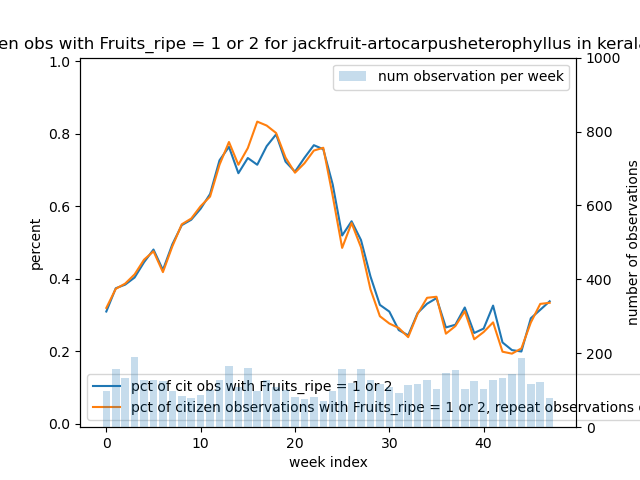 en obs with Fruits_ripe = 1 or 2 for jackfruit-artocarpusheterophyllus in kerala
num observation per week
1.0
0.8
0.6
0.4
0.2
0.0
percent
1000
800
600
400
200
0
number of observations
pct of cit obs with Fruits_ripe = 1 or 2
pct of citizen observations with Fruits_ripe = 1 or 2, repeat observations
0
10
20
30
40
week index